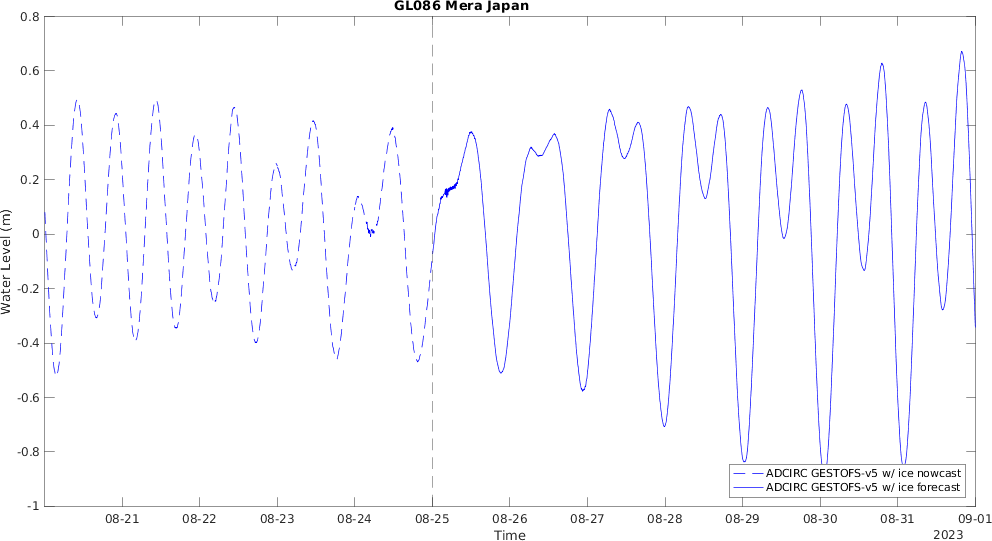 GL086 Mera Japan
0.8
0.6
0.4
0.2
0
-0.2
-0.4
-0.6
-0.8
-1
Water Level (m)
ADCIRC GESTOFS-v5 w/ ice nowcast
ADCIRC GESTOFS-v5 w/ ice forecast
08-21 08-22 08-23 08-24 08-25 08-26 08-27 08-28 08-29 08-30 08-31 09-01
Time
2023